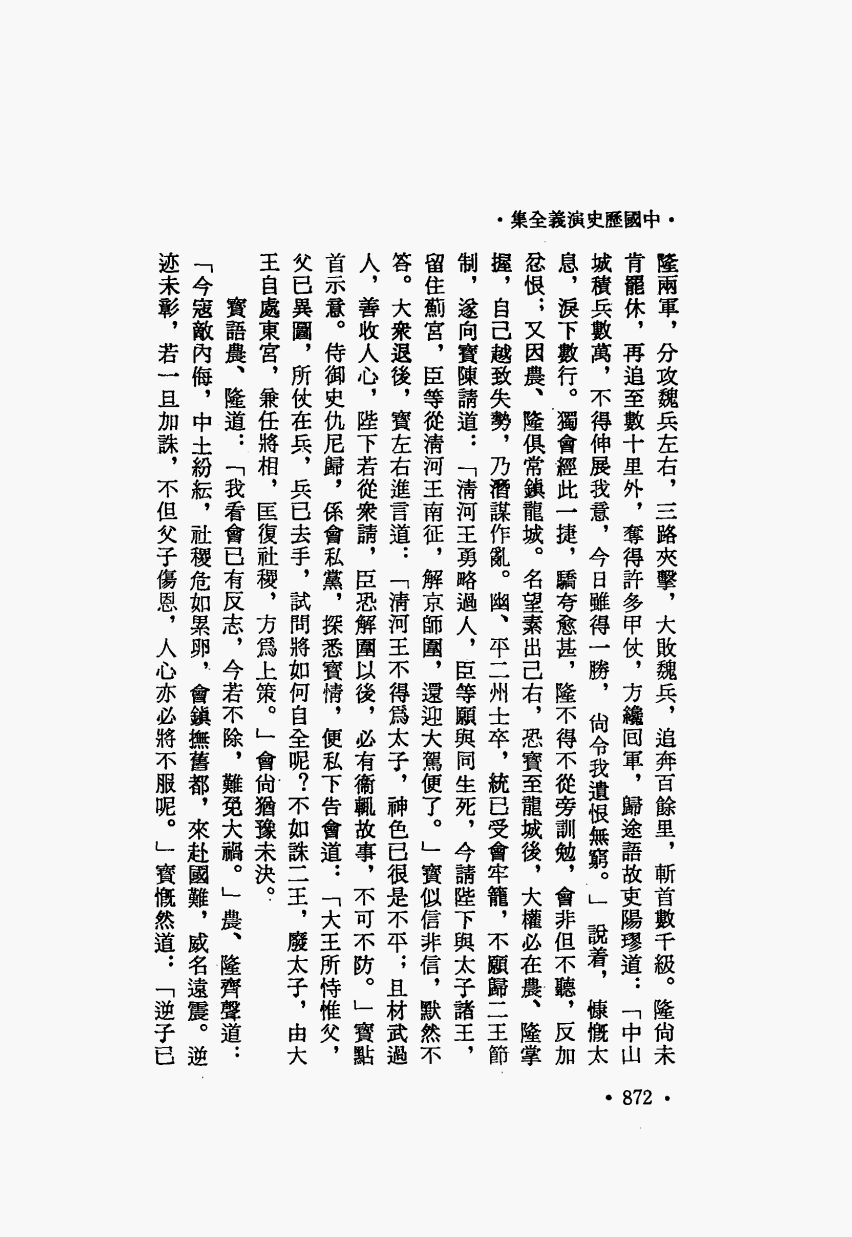 •中國歷史演義全集•
隆兩軍，分攻魏兵左右，三路夾擊，大敗魏兵，追奔百餘里，斬首數千級。隆尙未
肯罷休，再追至數十里外，奪得許多甲仗，方纔囘軍，歸途語故吏陽璆道：「中山
城積兵數萬，不得伸展我意，今日雖得一勝，尙令我遺恨無窮。」說着，慷慨太
息，淚下數行。獨會經此一捷，驕夸愈甚，隆不得不從旁訓勉，會非但不聽，反加
忿恨；又因農、隆俱常鎮龍城。名望素出己右，恐寶至龍城後，大權必在農、隆掌
握，自己越致失勢，乃潛謀作亂。幽、平二州士卒，統已受會牢籠，不願歸二王節
制，遂向寶陳請道：「淸河王勇略過人，臣等願與同生死，今請陛下與太子諸王，
留住薊宮，臣等從淸河王南征，解京師圍，還迎大駕便了。」寶似信非信，默然不
答。大衆退後，寶左右進言道：「淸河王不得爲太子，神色已很是不平；且材武過
人，善收人心，陛下若從衆請，臣恐解圍以後，必有衞輒故事，不可不防。」寶點
首示意。侍御史仇尼歸，係會私黨，探悉寶情，便私下告會道：「大王所恃惟父，
父已異圖，所仗在兵，兵已去手，試問將如何自全呢？不如誅二王，廢太子，由大
王自處東宮，兼任將相，匡復社稷，方爲上策。」會尙猶豫未決。
寶語農、隆道：「我看會已有反志，今若不除，難免大禍。」農、隆齊聲道：
「今寇敵內侮，中土紛紜，社稷危如累卵，會鎮撫舊都，來赴國難，威名遠震。逆
迹未彰，若一旦加誅，不但父子傷恩，人心亦必將不服呢。」寶慨然道：「逆子已
•872•